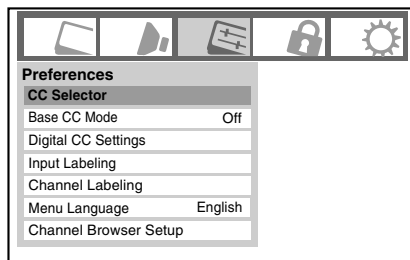 Preferences
CC Selector
Base CC Mode Off
Digital CC Settings
Input Labeling
Channel Labeling
Menu Language English
Channel Browser Setup